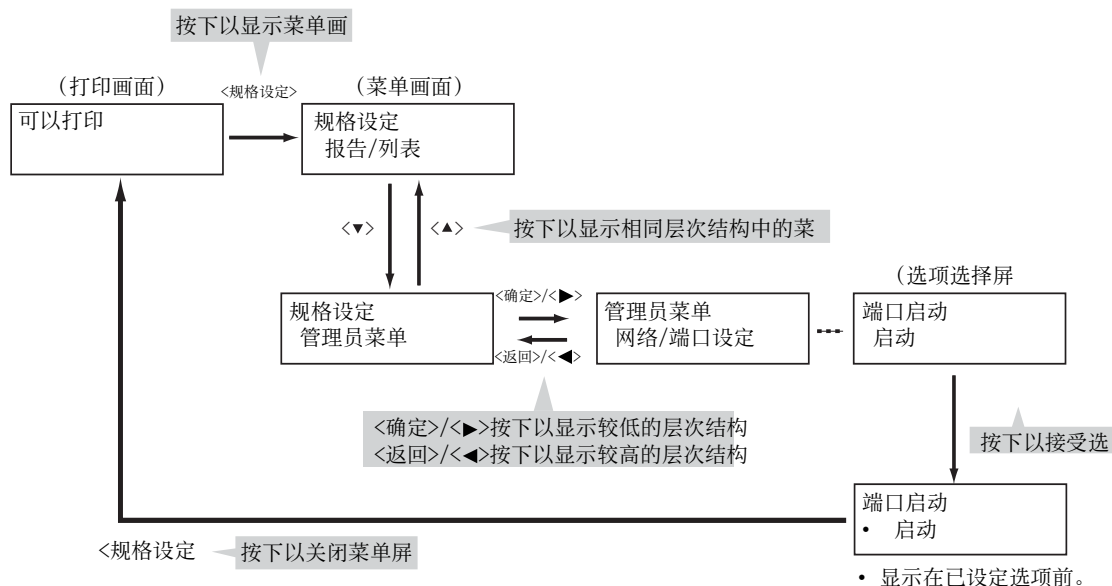 按下以显示菜单画
（打印画面）
<规格设定>
（菜单画面）
可以打印
规格设定
报告/列表
<▼>
<▲>
按下以显示相同层次结构中的菜
（选项选择屏
规格设定
管理员菜单
<确定>/<▶>
<返回>/<◀>
管理员菜单
网络/端口设定
端口启动
启动
<确定>/<▶>按下以显示较低的层次结构
<返回>/<◀>按下以显示较高的层次结构
按下以接受选
端口启动
• 启动
<规格设定
按下以关闭菜单屏
• 显示在已设定选项前。